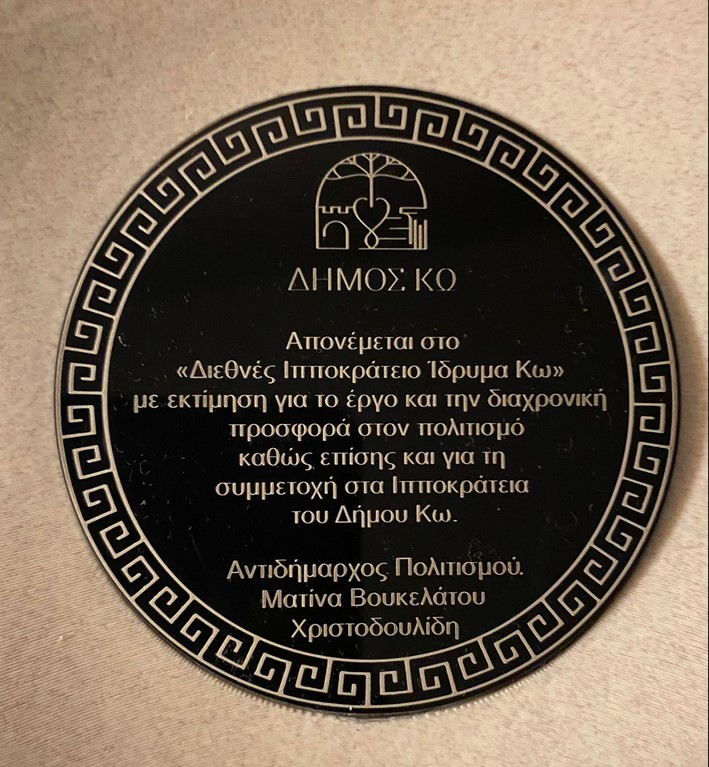 ΔΗΜΟΣ ΚΩ
Απονέμεται στο
«Διεθνές Ιπποκράτειο Ίδρυμα Κω»
με εκτίμηση για το έργο και την διαχρονική
προσφορά στον πολιτισμό
καθώς επίσης και για τη
συμμετοχή στα Ιπποκράτεια
του Δήμου Κω.
Αντιδήμαρχος Πολιτισμού
Ματίνα Βουκελάτου
Χριστοδουλίδη